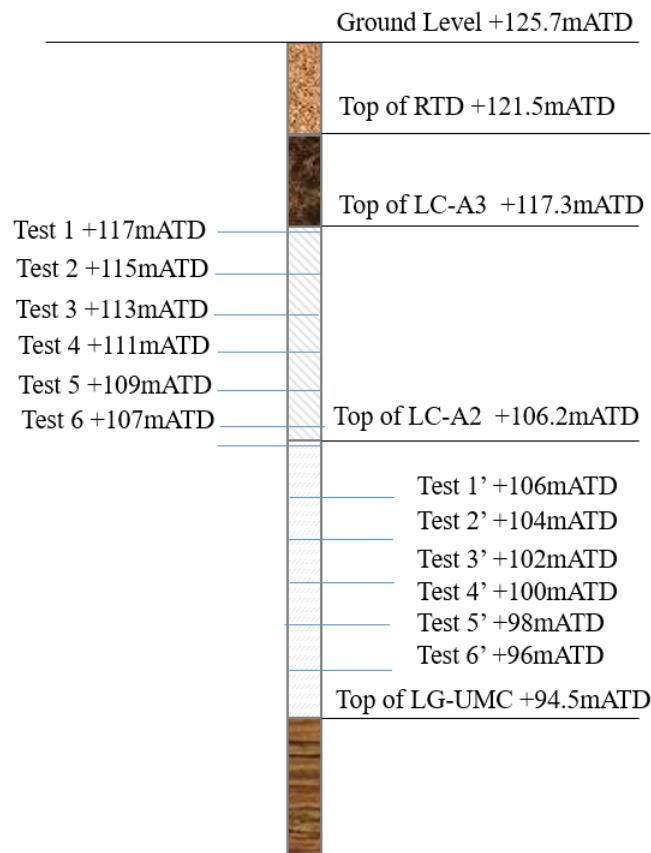 Ground Level +125.7mATD
Top of RTD +121.5mATD
Top of LC-A3 +117.3mATD
Test 1 +117mATD
Test 2 +115mATD
Test 3 +113mATD
Test 4 +111mATD
Test 5 +109mATD
Test 6 +107mATD
Top of LC-A2 +106.2mATD
Test 1’ +106mATD
Test 2’ +104mATD
Test 3’ +102mATD
Test 4’ +100mATD
Test 5’ +98mATD
Test 6’ +96mATD
Top of LG-UMC +94.5mATD